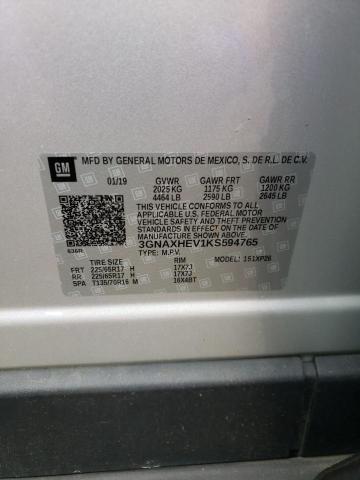 GM
MFD BY GENERAL MOTORS DE MEXICO, S. DE R.L. DE C.V.
01/19 GVWR GAWR FRT GAWR RR
2025 KG 1175 KG 1200 KG
4464 LB 2590 LB 2645 LB
THIS VEHICLE CONFORMS TO ALL
APPLICABLE U.S. FEDERAL MOTOR
VEHICLE SAFETY AND THEFT PREVENTION
STANDARDS IN EFFECT ON THE DATE OF
MANUFACTURE SHOWN ABOVE.
636R
3GNAXHEV1KS594765
TYPE: M.P.V.
MODEL: 151XP26
TIRE SIZE RIM
FRT 225/65R17 H 17X7J
RR 225/65R17 H 17X7J
SPA T135/70R16 M 16X4BT